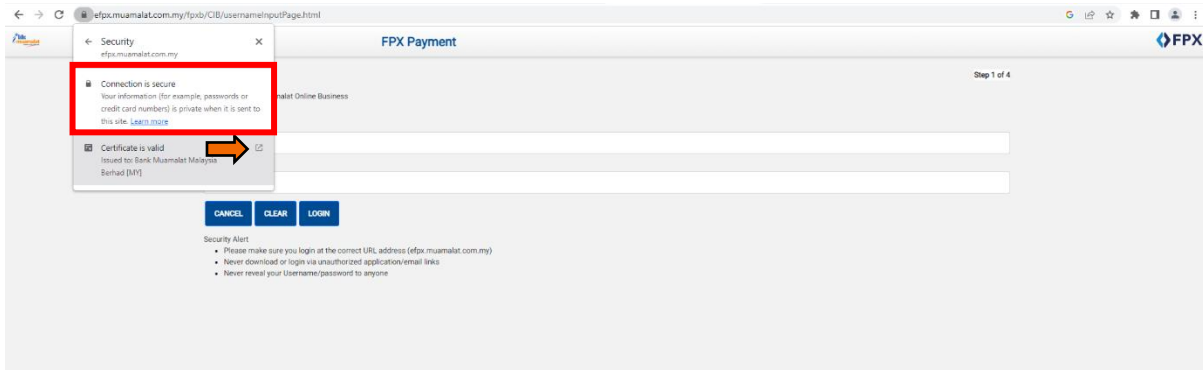 efpx.muamalat.com.my/fpxb/CIB/usernameInputPage.html
Security
efpx.muamalat.com.my
FPX Payment
FPX
Step 1 of 4
Connection is secure
Your information (for example, passwords or
credit card numbers) is private when it is sent to
this site. Learn more
Online Business
Certificate is valid
Issued to: Bank Muamalat Malaysia
Berhad [MY]
CANCEL CLEAR LOGIN
Security Alert
• Please make sure you login at the correct URL address (efpx.muamalat.com.my)
• Never download or login via unauthorized application/email links
• Never reveal your Username/password to anyone